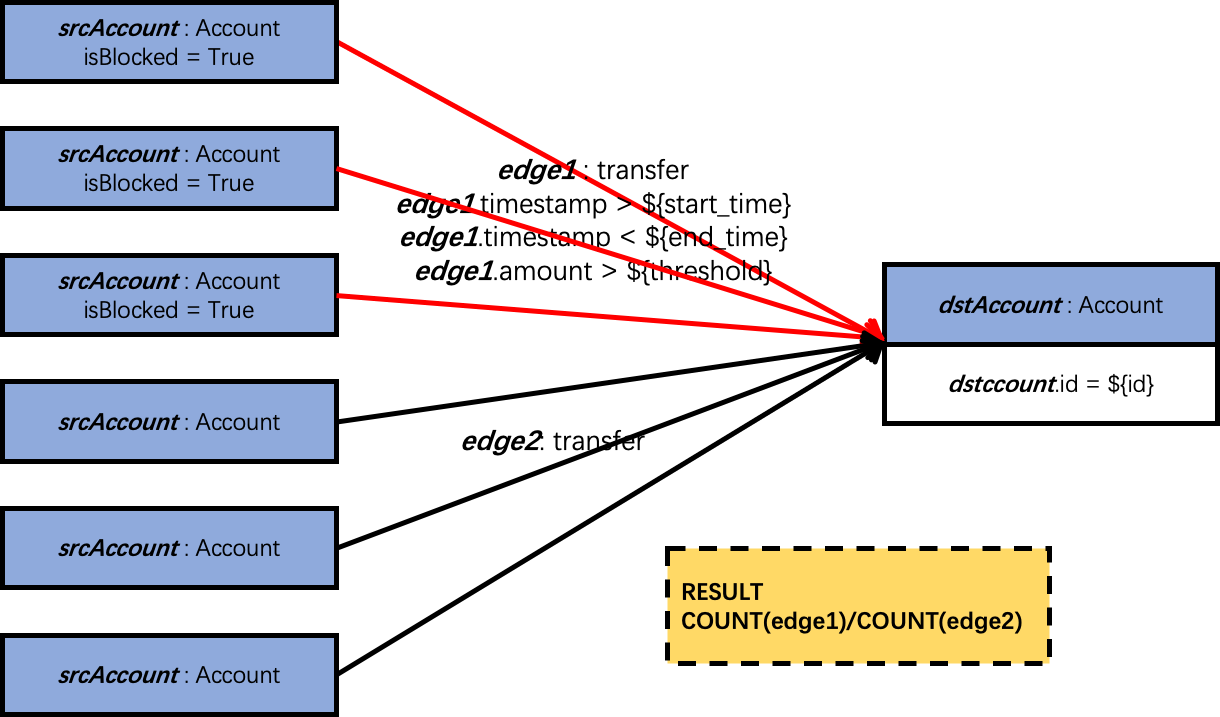 srcAccount : Account
isBlocked = True
srcAccount : Account
isBlocked = True
srcAccount : Account
isBlocked = True
srcAccount : Account
srcAccount : Account
srcAccount : Account
edge1 : transfer
edge1.timestamp > ${start_time}
edge1.timestamp < ${end_time}
edge1.amount > ${threshold}
edge2: transfer
dstAccount : Account
dstccount.id = ${id}
RESULT
COUNT(edge1)/COUNT(edge2)